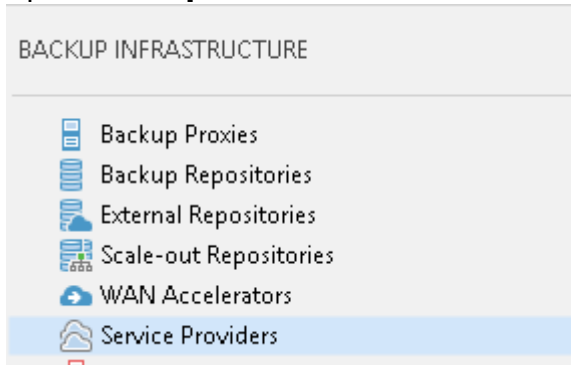 BACKUP INFRASTRUCTURE
Backup Proxies
Backup Repositories
External Repositories
Scale-out Repositories
WAN Accelerators
Service Providers